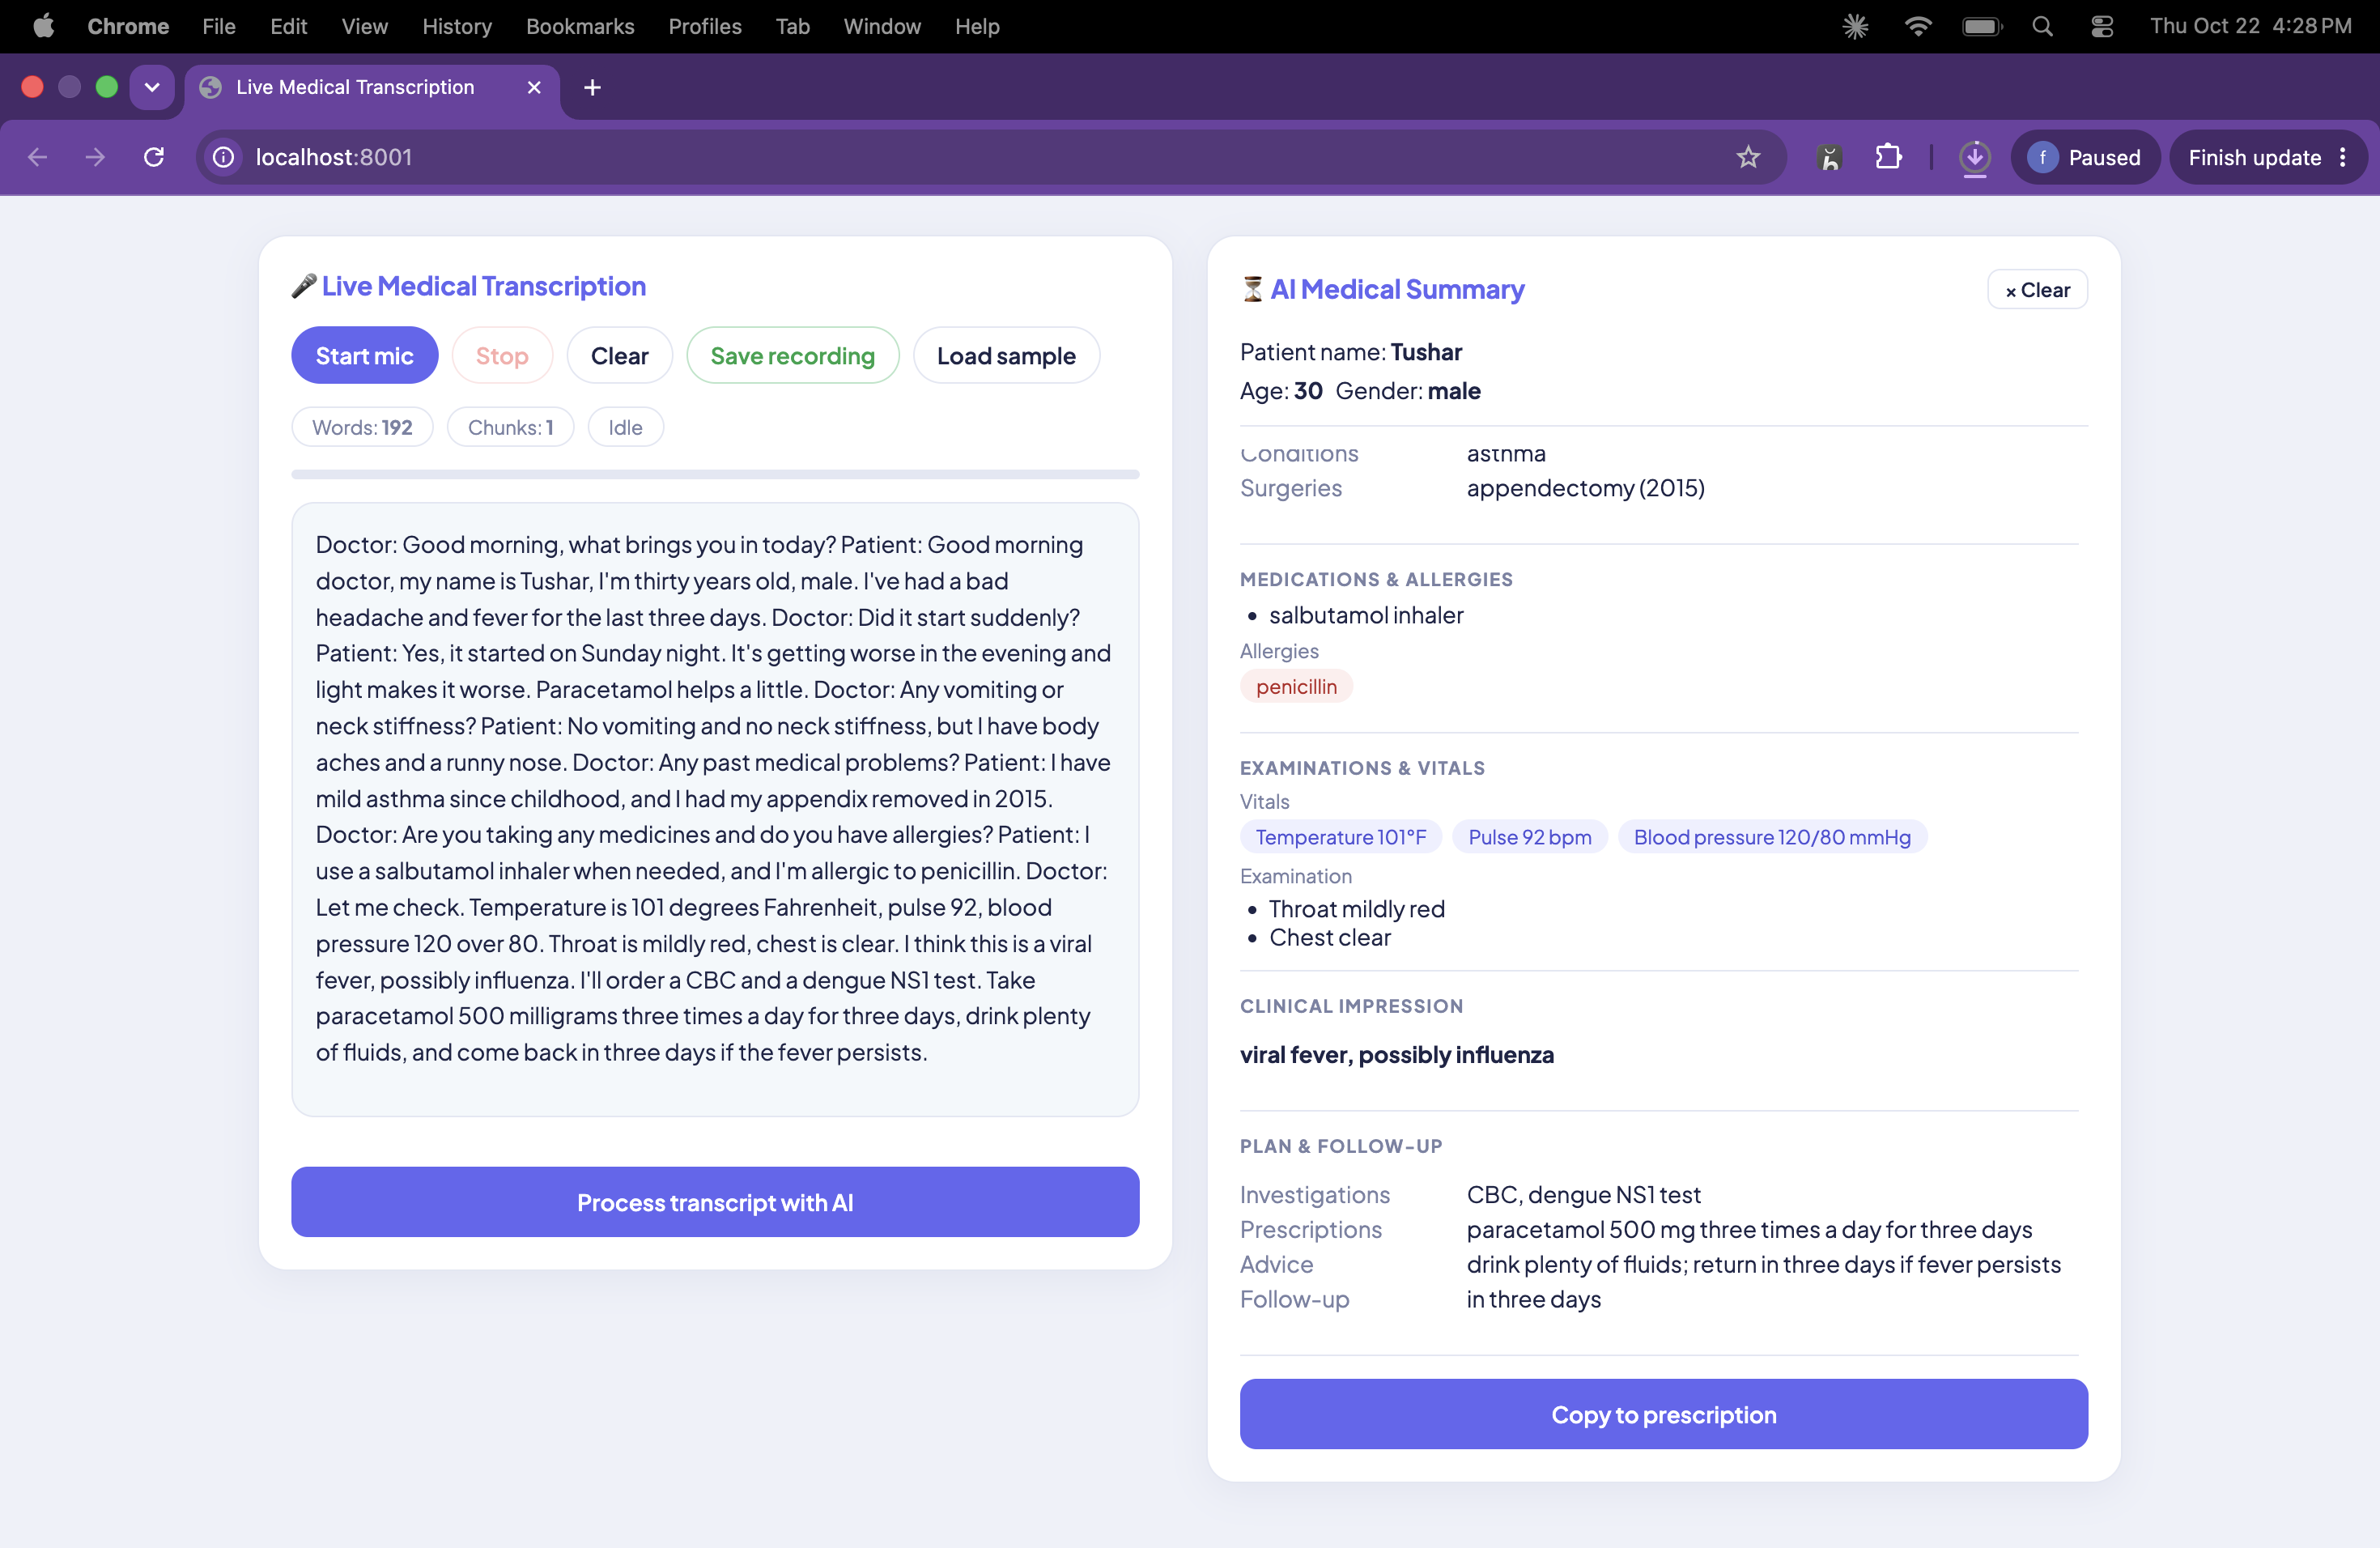 Chrome File Edit View History Bookmarks Profiles Tab Window Help Thu Oct 22 4:28 PM
Live Medical Transcription
localhost:8001
f Paused
Finish update
🎤 Live Medical Transcription
Start mic
Stop
Clear
Save recording
Load sample
Words: 192
Chunks: 1
Idle
Doctor: Good morning, what brings you in today? Patient: Good morning
doctor, my name is Tushar, I'm thirty years old, male. I've had a bad
headache and fever for the last three days. Doctor: Did it start suddenly?
Patient: Yes, it started on Sunday night. It's getting worse in the evening and
light makes it worse. Paracetamol helps a little. Doctor: Any vomiting or
neck stiffness? Patient: No vomiting and no neck stiffness, but I have body
aches and a runny nose. Doctor: Any past medical problems? Patient: I have
mild asthma since childhood, and I had my appendix removed in 2015.
Doctor: Are you taking any medicines and do you have allergies? Patient: I
use a salbutamol inhaler when needed, and I'm allergic to penicillin. Doctor:
Let me check. Temperature is 101 degrees Fahrenheit, pulse 92, blood
pressure 120 over 80. Throat is mildly red, chest is clear. I think this is a viral
fever, possibly influenza. I'll order a CBC and a dengue NS1 test. Take
paracetamol 500 milligrams three times a day for three days, drink plenty
of fluids, and come back in three days if the fever persists.
Process transcript with AI
⏳ AI Medical Summary
× Clear
Patient name: Tushar
Age: 30 Gender: male
Conditions asthma
Surgeries appendectomy (2015)
MEDICATIONS & ALLERGIES
• salbutamol inhaler
Allergies
penicillin
EXAMINATIONS & VITALS
Vitals
Temperature 101°F
Pulse 92 bpm
Blood pressure 120/80 mmHg
Examination
• Throat mildly red
• Chest clear
CLINICAL IMPRESSION
viral fever, possibly influenza
PLAN & FOLLOW-UP
Investigations CBC, dengue NS1 test
Prescriptions paracetamol 500 mg three times a day for three days
Advice drink plenty of fluids; return in three days if fever persists
Follow-up in three days
Copy to prescription